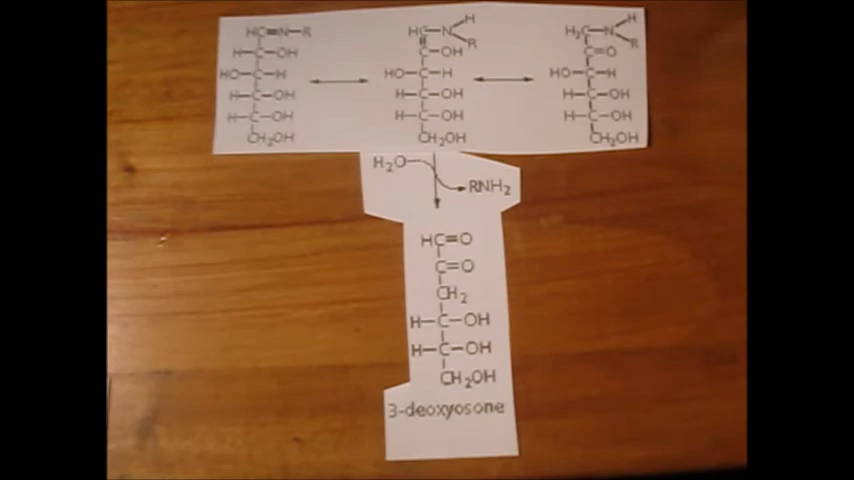 HC=N—R
H—C—OH
HO—C—H
H—C—OH
H—C—OH
CH₂OH
H
HC—N
R
C—OH
HO—C—H
H—C—OH
H—C—OH
CH₂OH
H
H₂C—N
R
C=O
HO—C—H
H—C—OH
H—C—OH
CH₂OH
H₂O
RNH₂
HC=O
C=O
CH₂
H—C—OH
H—C—OH
CH₂OH
3-deoxyosone